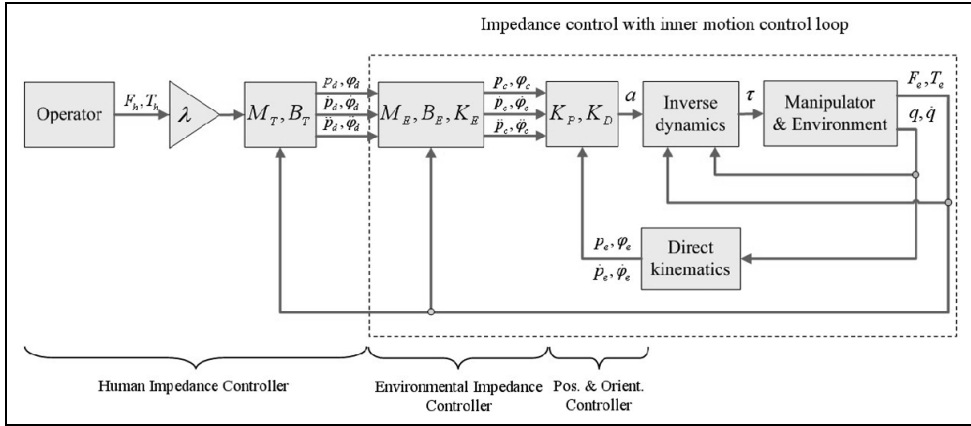 Impedance control with inner motion control loop
Operator
F_h, T_h
λ
M_T, B_T
p_d, φ_d
ṗ_d, φ̇_d
p̈_d, φ̈_d
M_E, B_E, K_E
p_c, φ_c
ṗ_c, φ̇_c
p̈_c, φ̈_c
K_P, K_D
a
Inverse
dynamics
τ
Manipulator
& Environment
F_e, T_e
q, q̇
p_e, φ_e
ṗ_e, φ̇_e
Direct
kinematics
Human Impedance Controller
Environmental Impedance
Controller
Pos. & Orient.
Controller